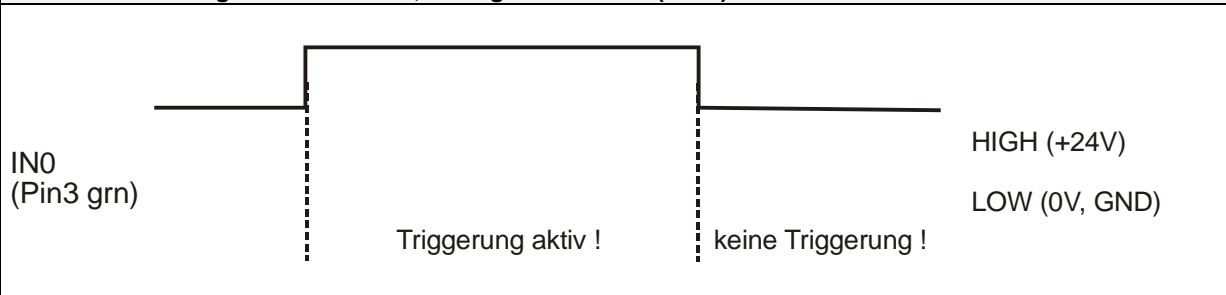 HIGH (+24V)
IN0
(Pin3 grn)
LOW (0V, GND)
Triggerung aktiv !
keine Triggerung !